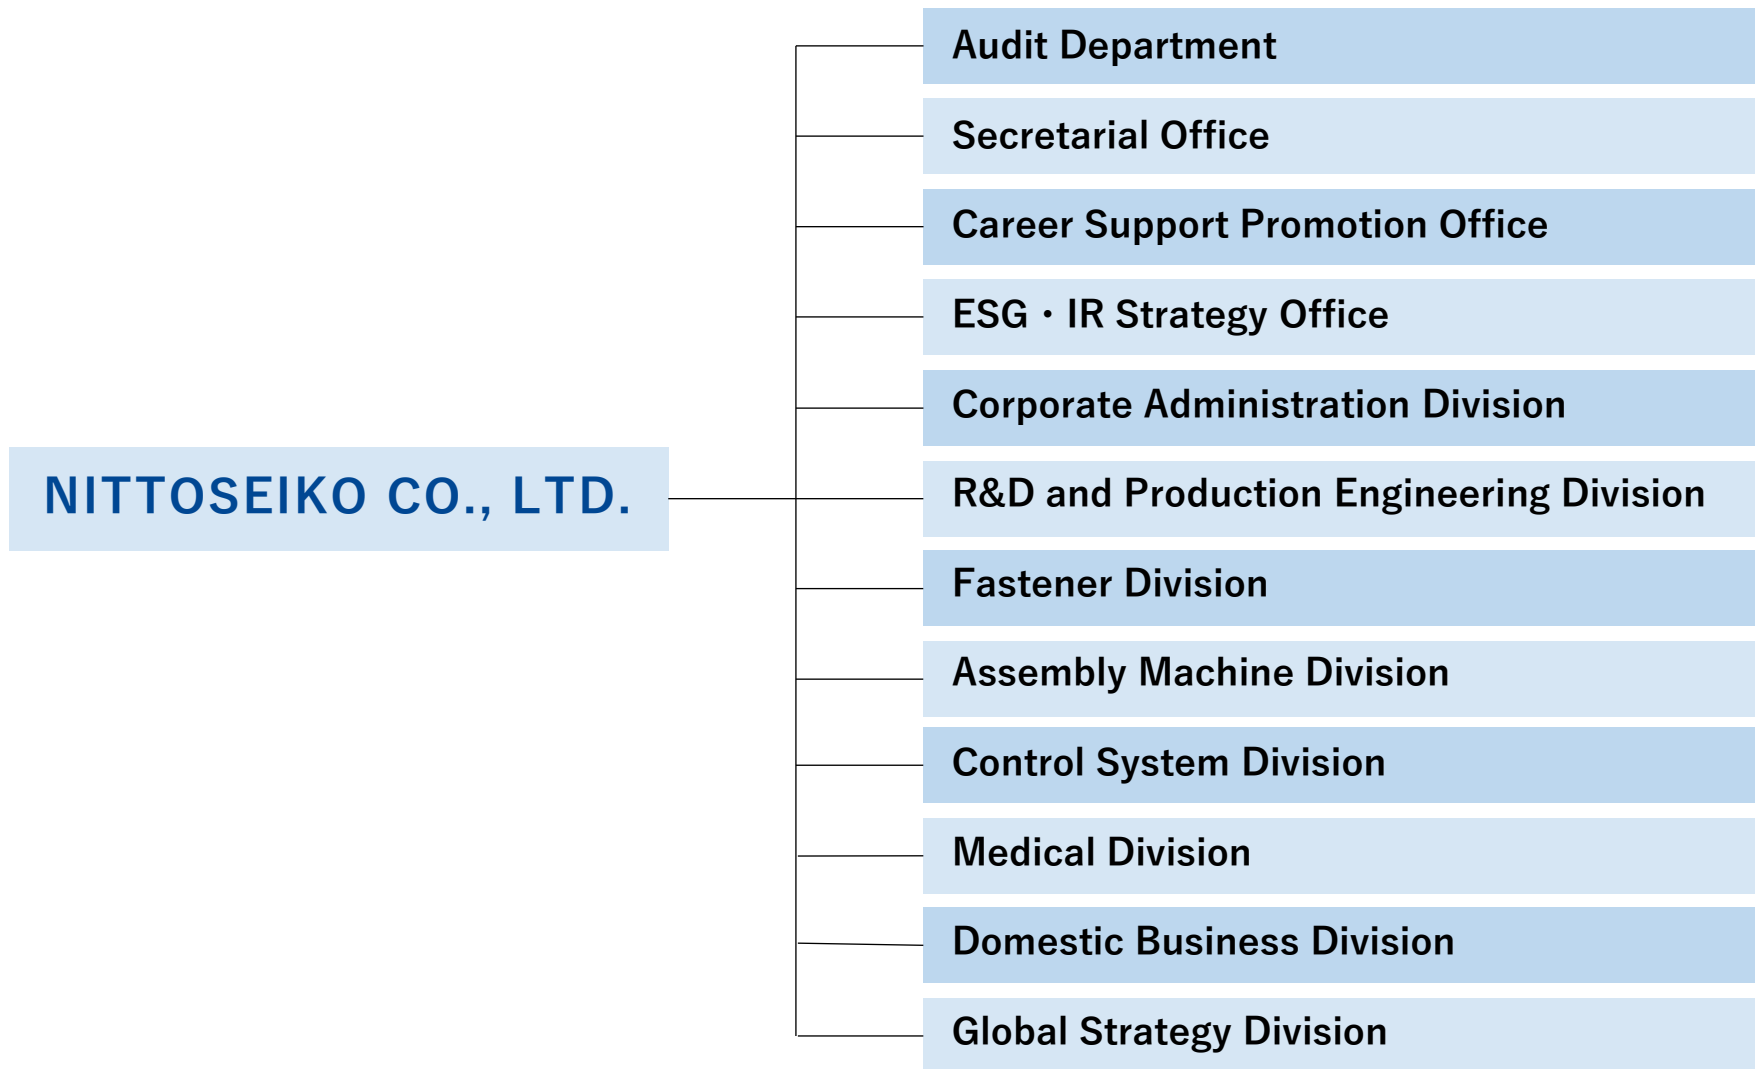 Audit Department
Secretarial Office
Career Support Promotion Office
ESG・IR Strategy Office
Corporate Administration Division
NITTOSEIKO CO., LTD.
R&D and Production Engineering Division
Fastener Division
Assembly Machine Division
Control System Division
Medical Division
Domestic Business Division
Global Strategy Division